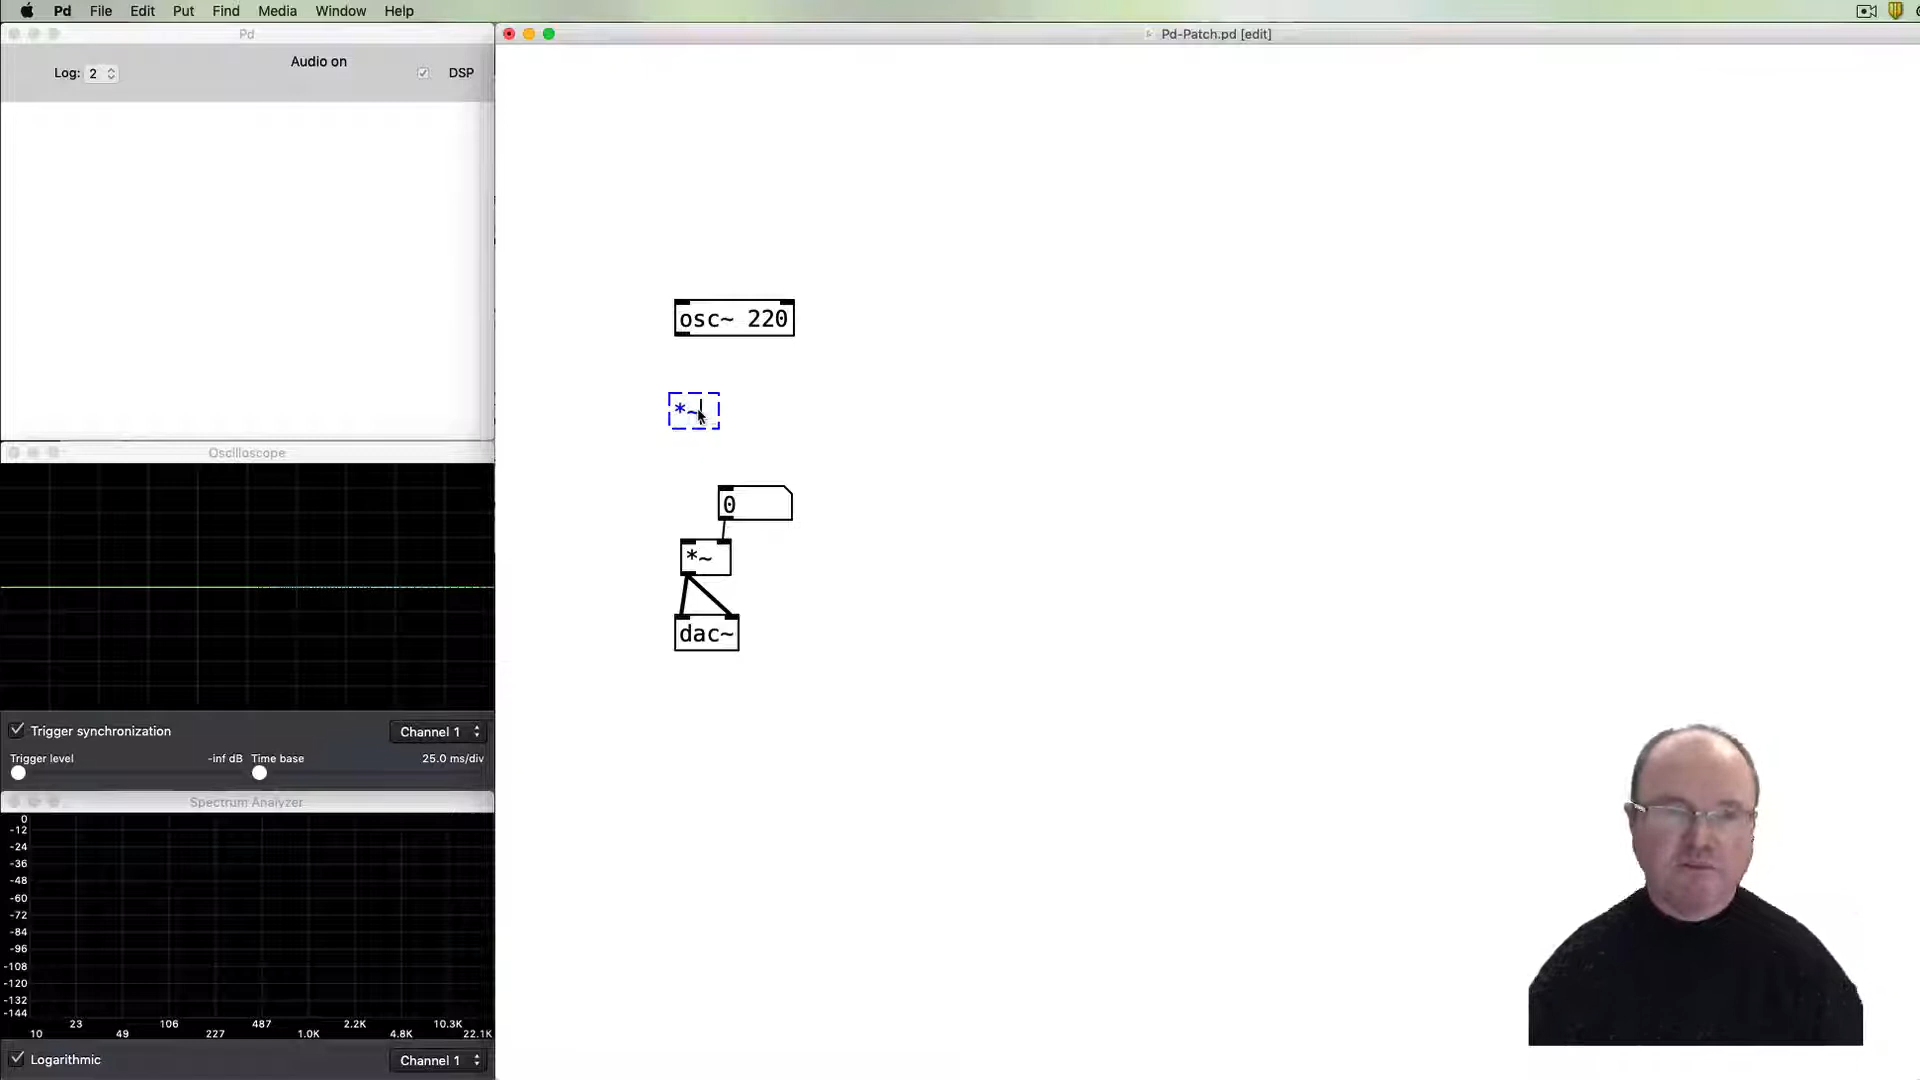 Pd File Edit Put Find Media Window Help
Pd
Pd-Patch.pd [edit]
Audio on
Log: 2
DSP
osc~ 220
*~
0
*~
dac~
Oscilloscope
Trigger synchronization
Channel 1
Trigger level -inf dB
Time base 25.0 ms/div
Spectrum Analyzer
0
-12
-24
-36
-48
-60
-72
-84
-96
-108
-120
-132
-144
23 106 487 2.2K 10.3K
10 49 227 1.0K 4.8K 22.1K
Logarithmic
Channel 1